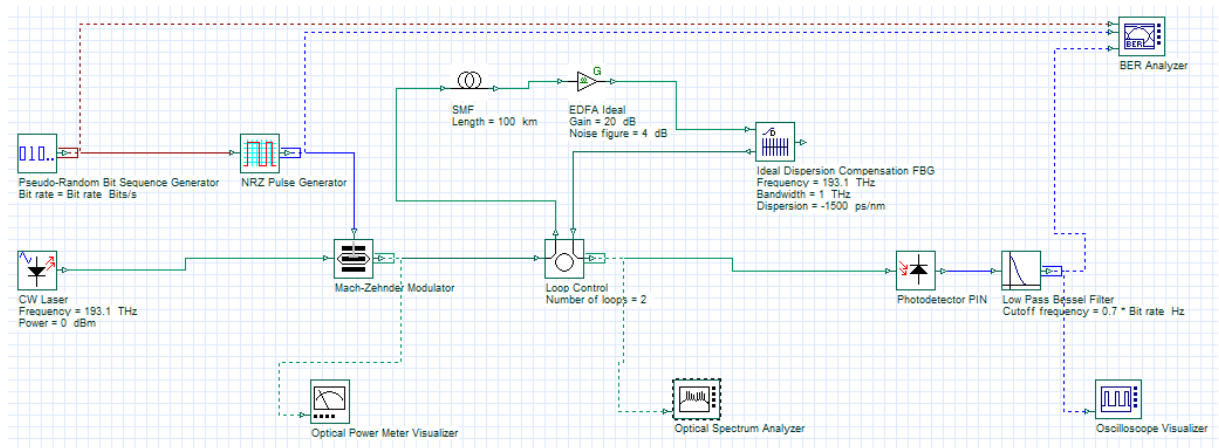 BER
BER Analyzer
G
SMF
Length = 100 km
EDFA Ideal
Gain = 20 dB
Noise figure = 4 dB
010..
D
Pseudo-Random Bit Sequence Generator
Bit rate = Bit rate Bits/s
NRZ Pulse Generator
Ideal Dispersion Compensation FBG
Frequency = 193.1 THz
Bandwidth = 1 THz
Dispersion = -1500 ps/nm
CW Laser
Frequency = 193.1 THz
Power = 0 dBm
Mach-Zehnder Modulator
Loop Control
Number of loops = 2
Photodetector PIN
Low Pass Bessel Filter
Cutoff frequency = 0.7 * Bit rate Hz
Optical Power Meter Visualizer
Optical Spectrum Analyzer
Oscilloscope Visualizer